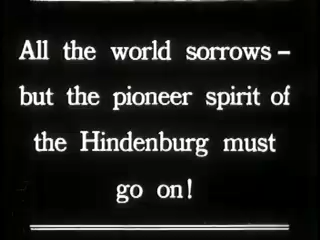 All the world sorrows –
but the pioneer spirit of
the Hindenburg must
go on!